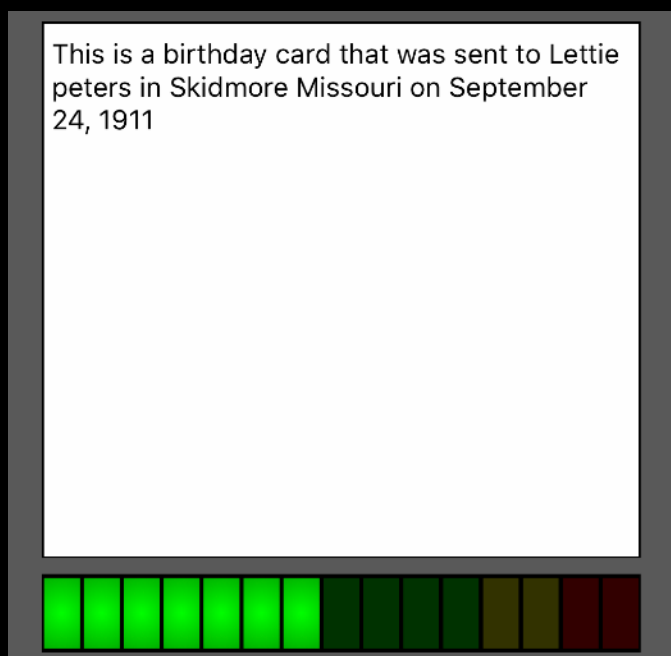 This is a birthday card that was sent to Lettie
peters in Skidmore Missouri on September
24, 1911